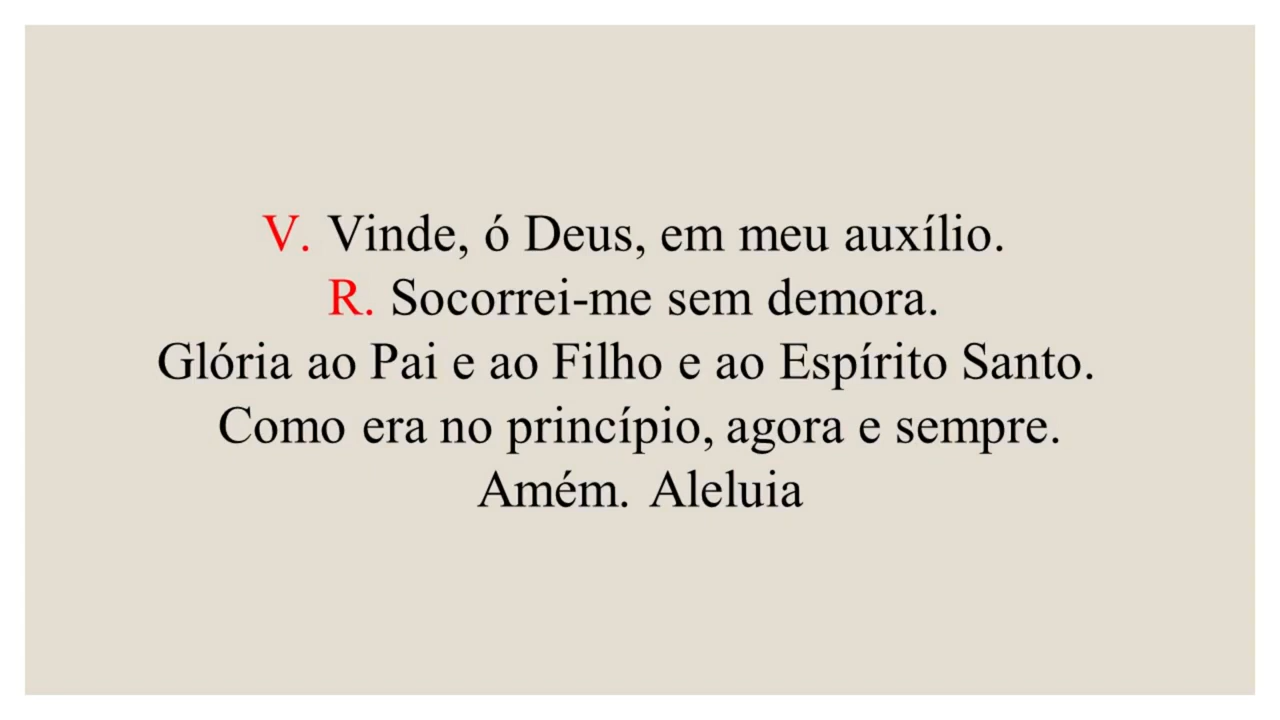 V. Vinde, ó Deus, em meu auxílio.
R. Socorrei-me sem demora.
Glória ao Pai e ao Filho e ao Espírito Santo.
Como era no princípio, agora e sempre.
Amém. Aleluia